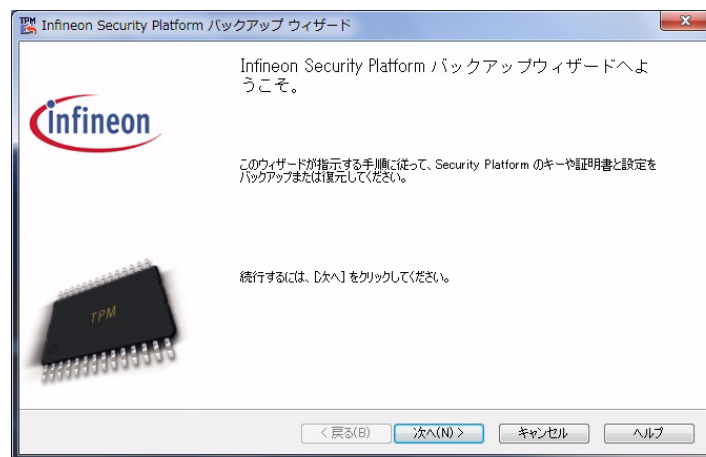 TPM Infineon Security Platform バックアップ ウィザード
Infineon Security Platform バックアップウィザードへよ
うこそ。
infineon
このウィザードが指示する手順に従って、Security Platform のキーや証明書と設定を
バックアップまたは復元してください。
続行するには、[次へ] をクリックしてください。
TPM
< 戻る(B)
次へ(N) >
キャンセル
ヘルプ